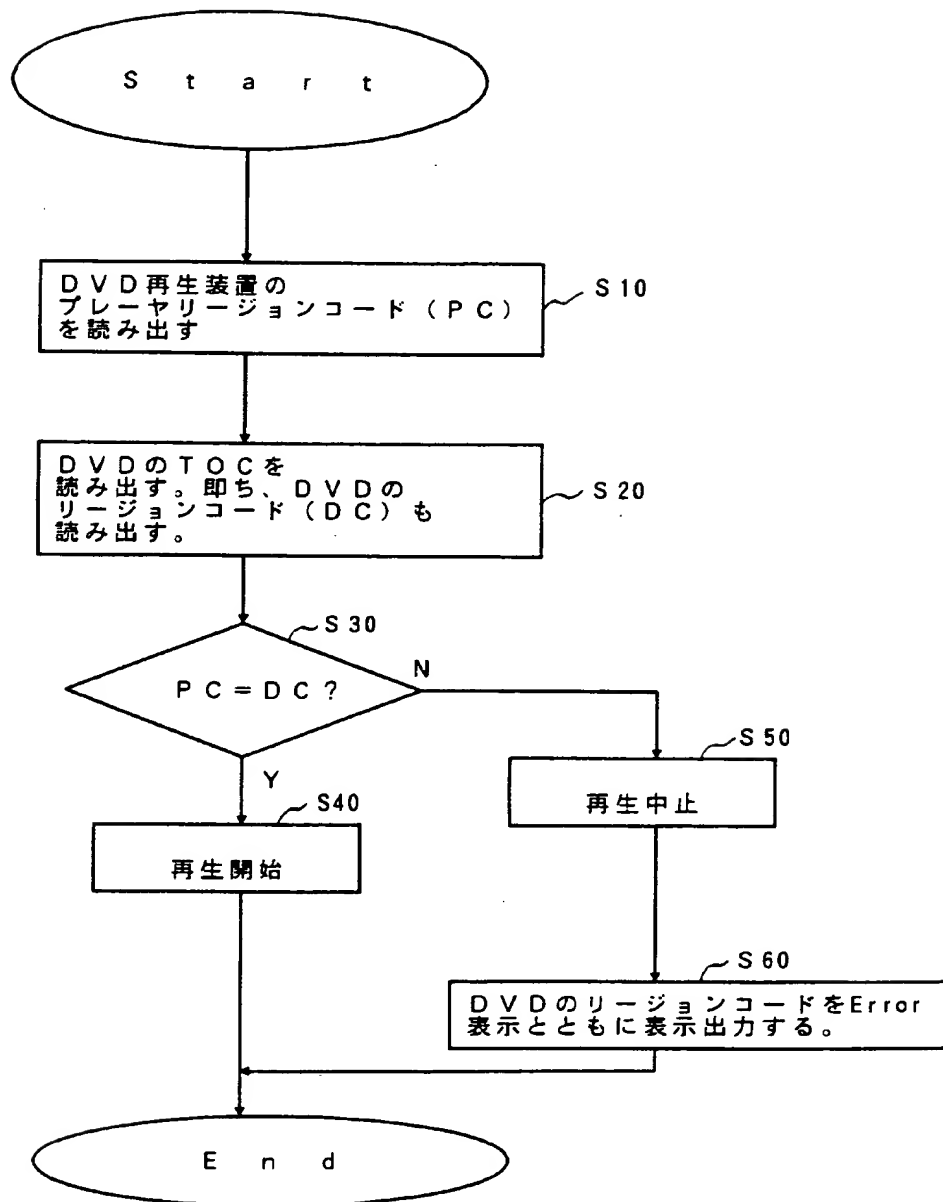 Start
DVD再生装置の
プレーヤリージョンコード(PC)
を読み出す
S10
DVDのTOCを
読み出す。即ち、DVDの
リージョンコード(DC)も
読み出す。
S20
S30
PC=DC?
N
Y
S50
再生中止
S40
再生開始
S60
DVDのリージョンコードをError
表示とともに表示出力する。
End